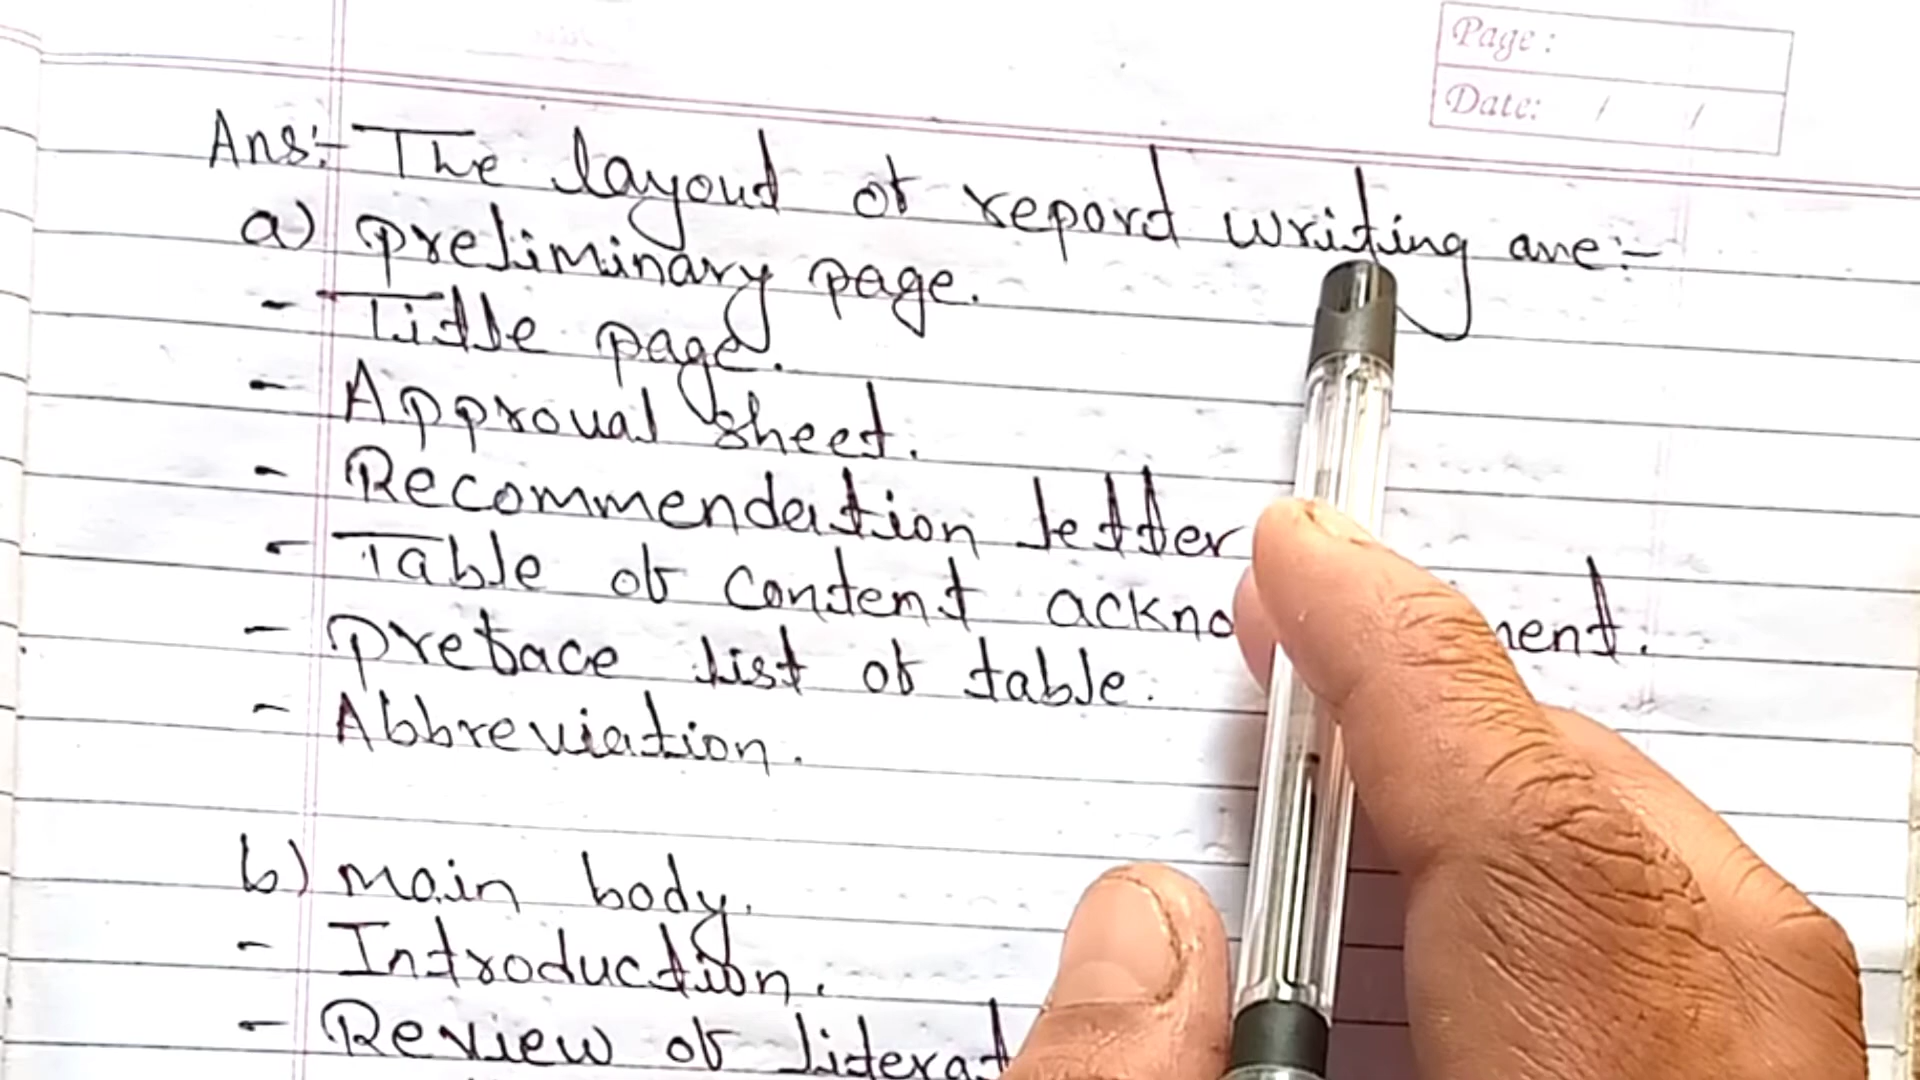 Page :
Date: / /
Ans:- The layout of report writing are:-
a) preliminary page.
- Title page.
- Approval sheet.
- Recommendation letter
- Table of content
- preface list of table.
- Abbreviation.
b) main body.
- Introduction.
- Review of